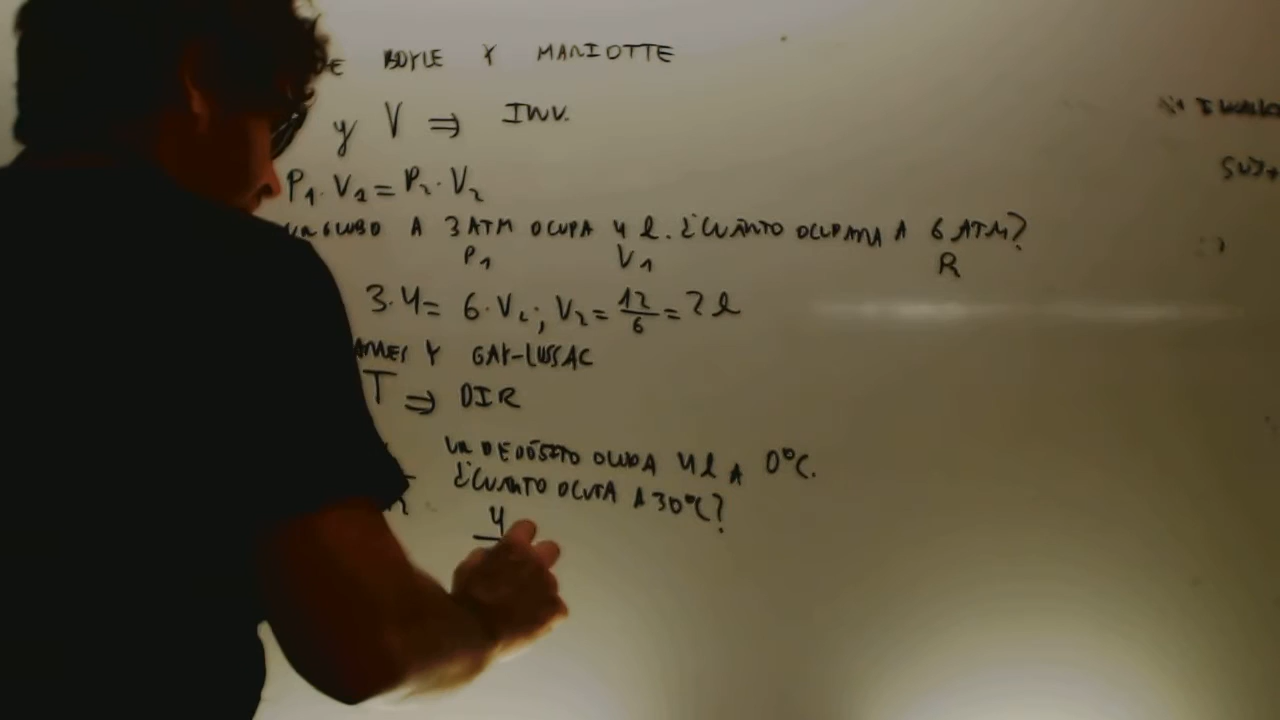 DE BOYLE Y MARIOTTE
y V ⇒ INV.
P₁. V₁ = P₂. V₂
A 3 ATM OCUPA 4 l. ¿CUÁNTO OCUPARÁ A 6 ATM?
P₁ V₁
3.4= 6.V₂; V₂= 12/6 = 2 l
Y GAY-LUSSAC
T ⇒ DIR
UN DEPÓSITO OCUPA 4 l A 0°C.
¿CUÁNTO OCUPA A 30°C?
4